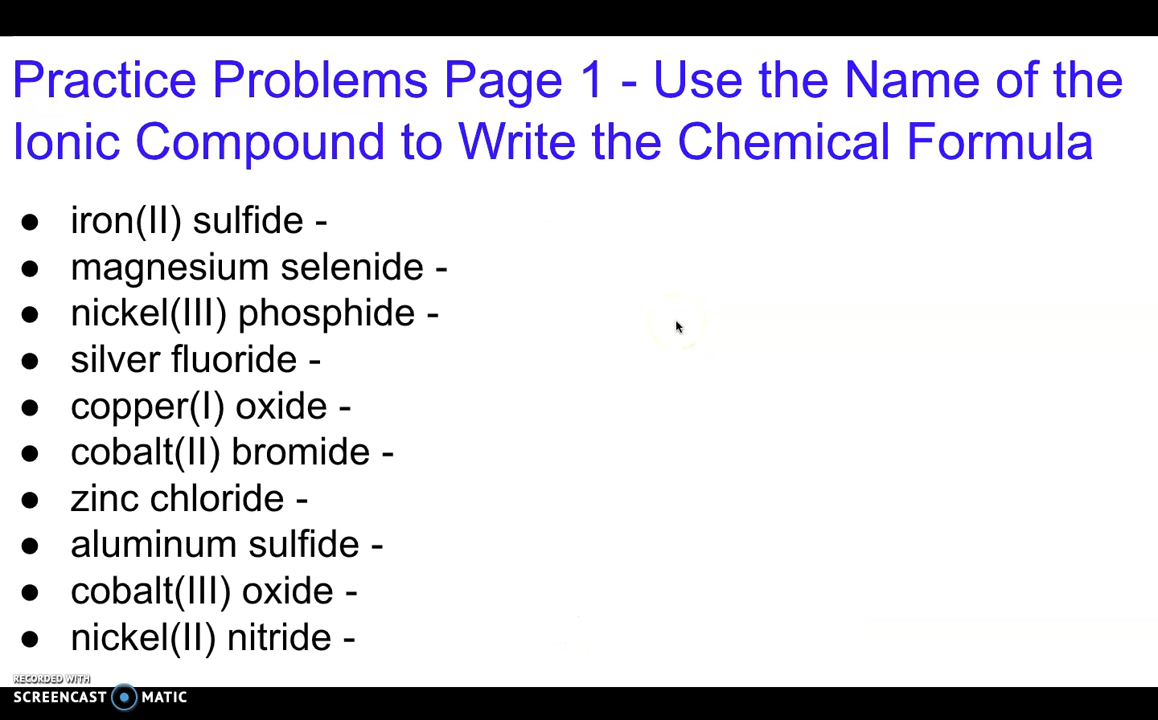 Practice Problems Page 1 - Use the Name of the
Ionic Compound to Write the Chemical Formula
● iron(II) sulfide -
● magnesium selenide -
● nickel(III) phosphide -
● silver fluoride -
● copper(I) oxide -
● cobalt(II) bromide -
● zinc chloride -
● aluminum sulfide -
● cobalt(III) oxide -
● nickel(II) nitride -
RECORDED WITH
SCREENCAST MATIC